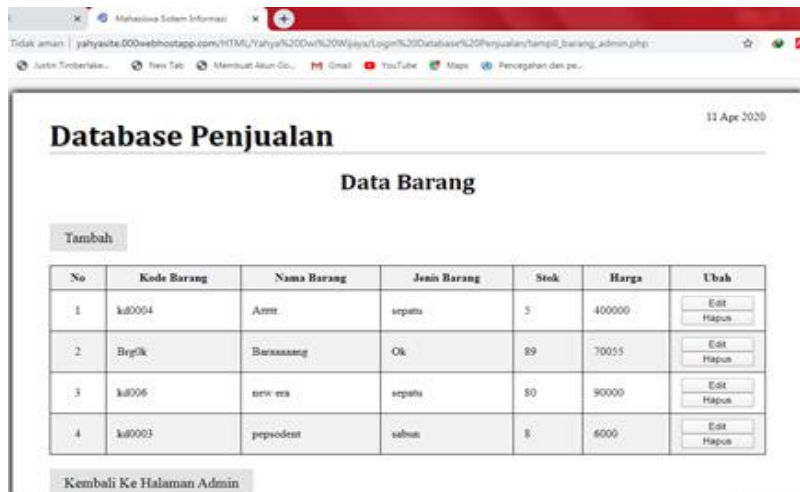 Mahasiswa Sistem Informasi
Tidak aman | yahyasite.000webhostapp.com/HTML/Yahya%20Dwi%20Wijaya/Login%20Database%20Penjualan/tampil_barang_admin.php
Justin Timberlake... New Tab Membuat Akun Go... Gmail YouTube Maps Pencegahan dan pe...
11 Apr 2020
Database Penjualan
Data Barang
Tambah
No Kode Barang Nama Barang Jenis Barang Stok Harga Ubah
1 kd0004 Arrrr sepatu 5 400000 Edit Hapus
2 Brg0k Baraaaaang Ok 89 70055 Edit Hapus
3 kd006 new era sepatu 80 90000 Edit Hapus
4 kd0003 pepsodent sabun 8 6000 Edit Hapus
Kembali Ke Halaman Admin